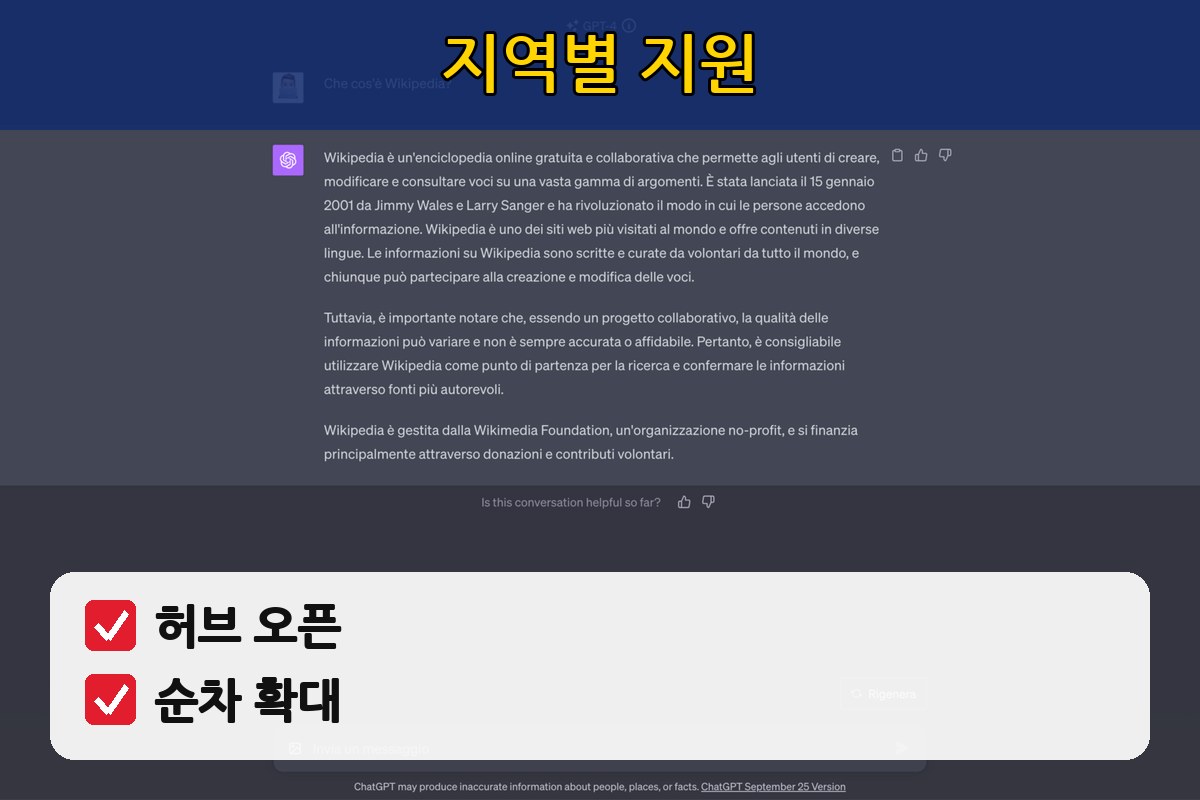 GPT-4
지역별 지원
Che cos'è Wikipedia?
Wikipedia è un'enciclopedia online gratuita e collaborativa che permette agli utenti di creare,
modificare e consultare voci su una vasta gamma di argomenti. È stata lanciata il 15 gennaio
2001 da Jimmy Wales e Larry Sanger e ha rivoluzionato il modo in cui le persone accedono
all'informazione. Wikipedia è uno dei siti web più visitati al mondo e offre contenuti in diverse
lingue. Le informazioni su Wikipedia sono scritte e curate da volontari da tutto il mondo, e
chiunque può partecipare alla creazione e modifica delle voci.
Tuttavia, è importante notare che, essendo un progetto collaborativo, la qualità delle
informazioni può variare e non è sempre accurata o affidabile. Pertanto, è consigliabile
utilizzare Wikipedia come punto di partenza per la ricerca e confermare le informazioni
attraverso fonti più autorevoli.
Wikipedia è gestita dalla Wikimedia Foundation, un'organizzazione no-profit, e si finanzia
principalmente attraverso donazioni e contributi volontari.
Is this conversation helpful so far?
허브 오픈
순차 확대
Rigenera
Invia un messaggio
ChatGPT may produce inaccurate information about people, places, or facts. ChatGPT September 25 Version